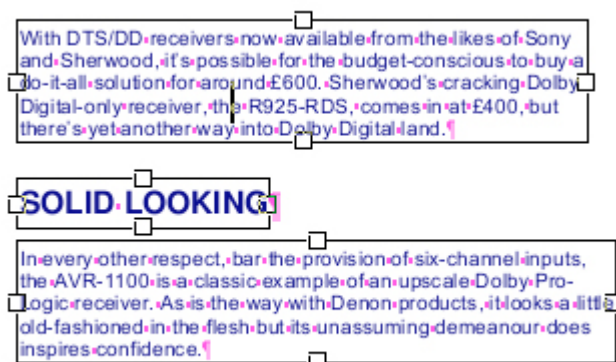 With DTS/DD receivers now available from the likes of Sony
and Sherwood, it's possible for the budget-conscious to buy a
do-it-all solution for around £600. Sherwood's cracking Dolby
Digital-only receiver, the R925-RDS, comes in at £400, but
there's yet another way into Dolby Digital land.¶
SOLID LOOKING¶
In every other respect, bar the provision of six-channel inputs,
the AVR-1100 is a classic example of an upscale Dolby Pro-
Logic receiver. As is the way with Denon products, it looks a little
old-fashioned in the flesh but its unassuming demeanour does
inspires confidence.¶